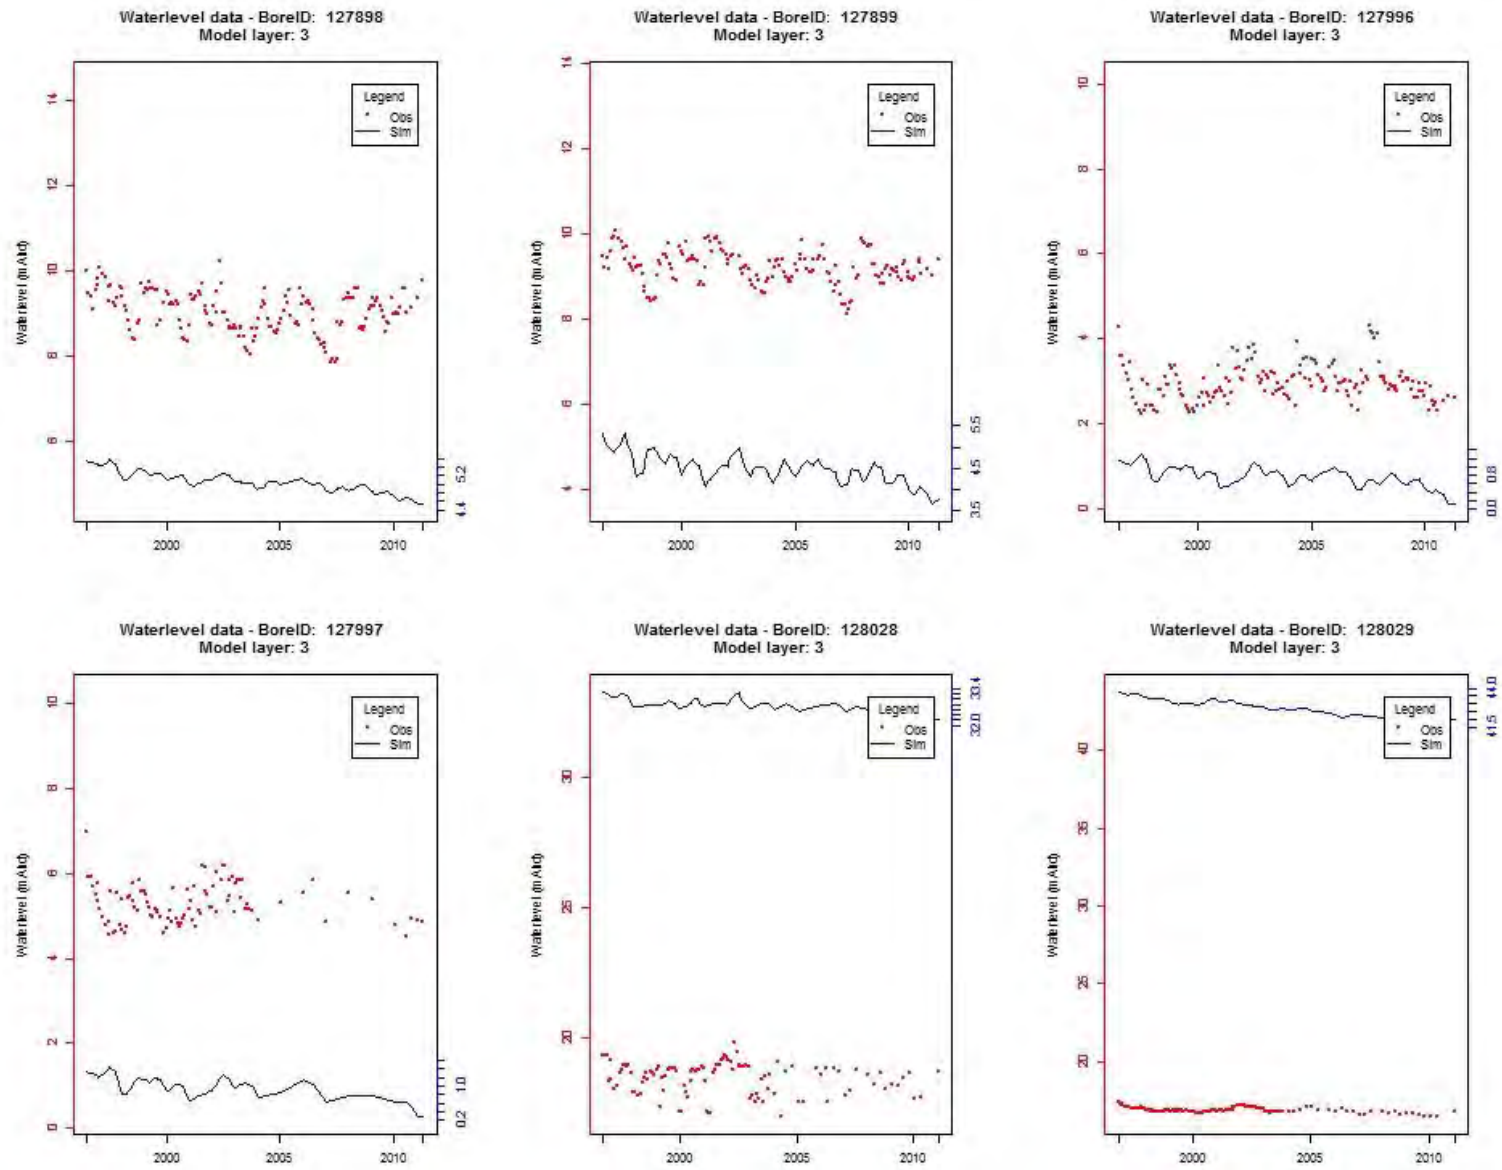 Waterlevel data - BoreID: 127898
Model layer: 3
Waterlevel (mAhd)
14
12
10
8
6
Legend
Obs
Sim
5.2
4.4
2000
2005
2010
Waterlevel data - BoreID: 127899
Model layer: 3
Waterlevel (mAhd)
14
12
10
8
6
4
Legend
Obs
Sim
5.5
4.5
3.5
2000
2005
2010
Waterlevel data - BoreID: 127996
Model layer: 3
Waterlevel (mAhd)
10
8
6
4
2
0
Legend
Obs
Sim
0.8
0.0
2000
2005
2010
Waterlevel data - BoreID: 127997
Model layer: 3
Waterlevel (mAhd)
10
8
6
4
2
0
Legend
Obs
Sim
1.0
0.2
2000
2005
2010
Waterlevel data - BoreID: 128028
Model layer: 3
Waterlevel (mAhd)
30
25
20
Legend
Obs
Sim
33.4
32.0
2000
2005
2010
Waterlevel data - BoreID: 128029
Model layer: 3
Waterlevel (mAhd)
40
35
30
25
20
Legend
Obs
Sim
44.0
41.5
2000
2005
2010